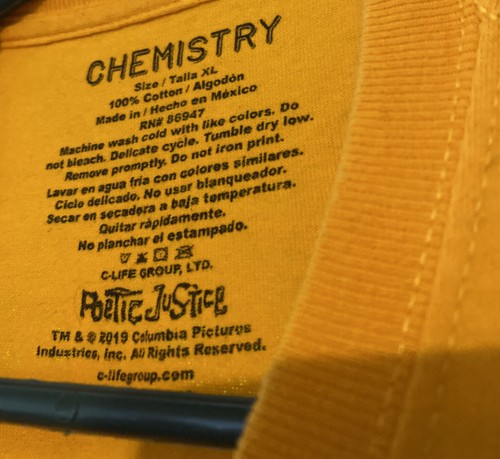 CHEMISTRY
Size / Talla XL
100% Cotton / Algodón
Made in / Hecho en México
RN# 86947
Machine wash cold with like colors. Do
not bleach. Delicate cycle. Tumble dry low.
Remove promptly. Do not iron print.
Lavar en agua fria con colores similares.
Ciclo delicado. No usar blanqueador.
Secar en secadora a baja temperatura.
Quitar rápidamente.
No planchar el estampado.
C-LIFE GROUP, LTD.
POETIC JUSTICE
TM & © 2019 Columbia Pictures
Industries, Inc. All Rights Reserved.
c-lifegroup.com